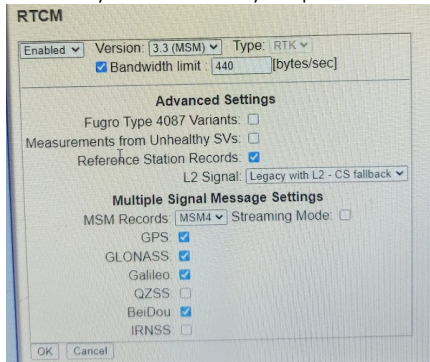 RTCM
Enabled Version: 3.3 (MSM) Type: RTK
Bandwidth limit : 440 [bytes/sec]
Advanced Settings
Fugro Type 4087 Variants:
Measurements from Unhealthy SVs:
Reference Station Records:
L2 Signal: Legacy with L2 - CS fallback
Multiple Signal Message Settings
MSM Records: MSM4 Streaming Mode:
GPS:
GLONASS:
Galileo:
QZSS:
BeiDou:
IRNSS:
OK Cancel